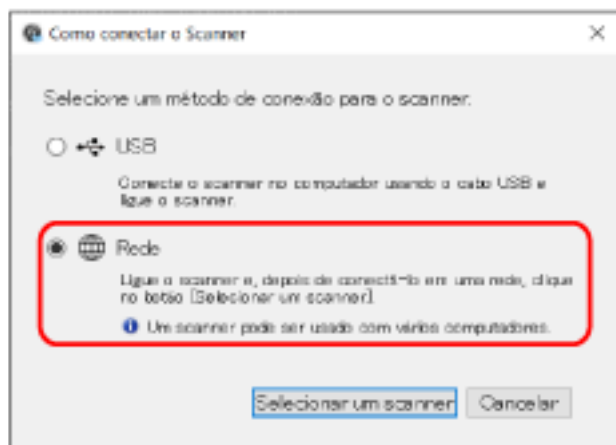 Como conectar o Scanner
Selecione um método de conexão para o scanner:
USB
Conecte o scanner no computador usando o cabo USB e
ligue o scanner.
Rede
Ligue o scanner e, depois de conectá-lo em uma rede, clique
no botão [Selecionar um scanner].
Um scanner pode ser usado com vários computadores.
Selecionar um scanner
Cancelar